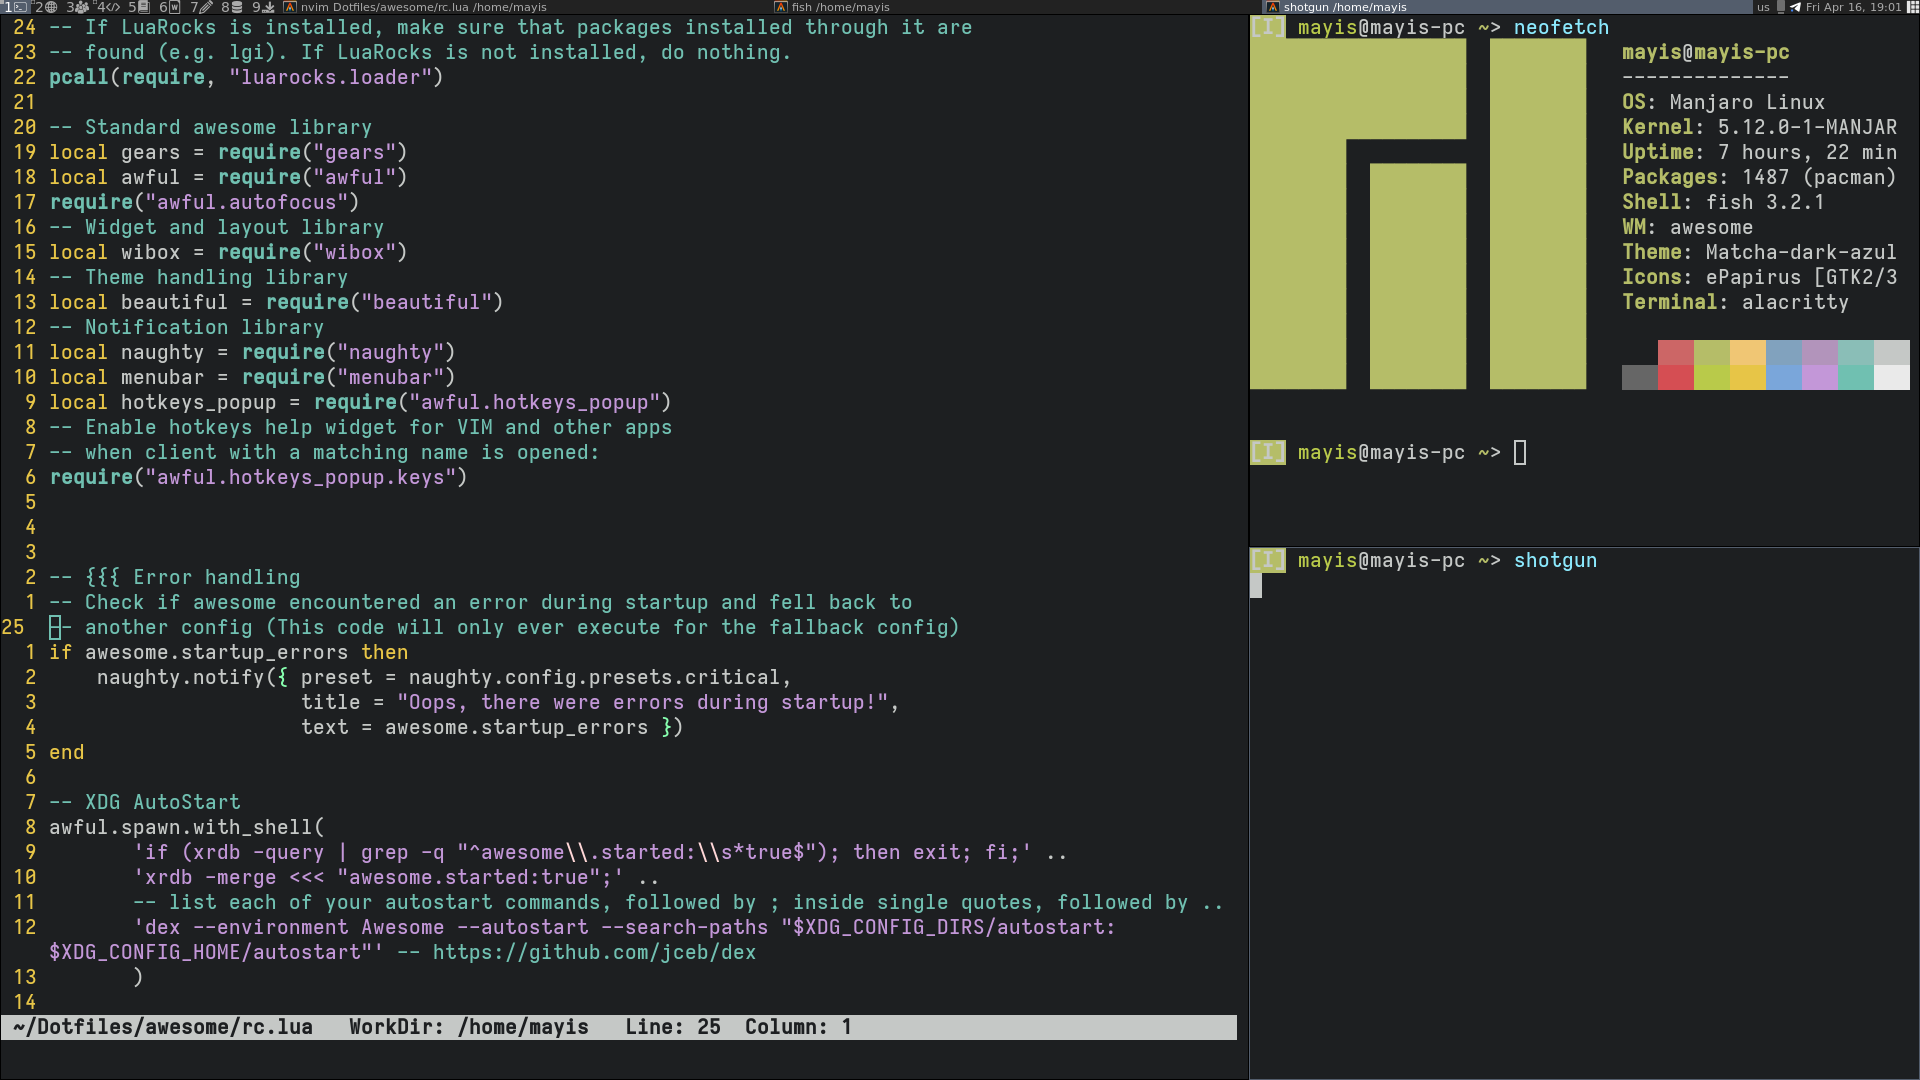 1 2 3 4 5 6 7 8 9 nvim Dotfiles/awesome/rc.lua /home/mayis fish /home/mayis shotgun /home/mayis us Fri Apr 16, 19:01
24 -- If LuaRocks is installed, make sure that packages installed through it are
23 -- found (e.g. lgi). If LuaRocks is not installed, do nothing.
22 pcall(require, "luarocks.loader")
21
20 -- Standard awesome library
19 local gears = require("gears")
18 local awful = require("awful")
17 require("awful.autofocus")
16 -- Widget and layout library
15 local wibox = require("wibox")
14 -- Theme handling library
13 local beautiful = require("beautiful")
12 -- Notification library
11 local naughty = require("naughty")
10 local menubar = require("menubar")
9 local hotkeys_popup = require("awful.hotkeys_popup")
8 -- Enable hotkeys help widget for VIM and other apps
7 -- when client with a matching name is opened:
6 require("awful.hotkeys_popup.keys")
5
4
3
2 -- {{{ Error handling
1 -- Check if awesome encountered an error during startup and fell back to
25 -- another config (This code will only ever execute for the fallback config)
1 if awesome.startup_errors then
2     naughty.notify({ preset = naughty.config.presets.critical,
3                      title = "Oops, there were errors during startup!",
4                      text = awesome.startup_errors })
5 end
6
7 -- XDG AutoStart
8 awful.spawn.with_shell(
9        'if (xrdb -query | grep -q "^awesome\\.started:\\s*true$"); then exit; fi;' ..
10        'xrdb -merge <<< "awesome.started:true";' ..
11        -- list each of your autostart commands, followed by ; inside single quotes, followed by ..
12        'dex --environment Awesome --autostart --search-paths "$XDG_CONFIG_DIRS/autostart:
$XDG_CONFIG_HOME/autostart"' -- https://github.com/jceb/dex
13        )
14
~/Dotfiles/awesome/rc.lua   WorkDir: /home/mayis   Line: 25  Column: 1
[I] mayis@mayis-pc ~> neofetch
mayis@mayis-pc
--------------
OS: Manjaro Linux
Kernel: 5.12.0-1-MANJAR
Uptime: 7 hours, 22 min
Packages: 1487 (pacman)
Shell: fish 3.2.1
WM: awesome
Theme: Matcha-dark-azul
Icons: ePapirus [GTK2/3
Terminal: alacritty
[I] mayis@mayis-pc ~>
[I] mayis@mayis-pc ~> shotgun